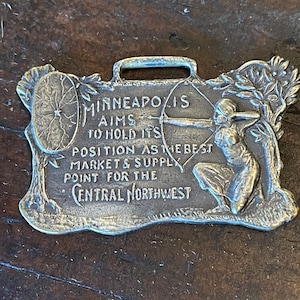 MINNEAPOLIS
AIMS
TO HOLD ITS
POSITION AS THE BEST
MARKET & SUPPLY
POINT FOR THE
CENTRAL NORTHWEST